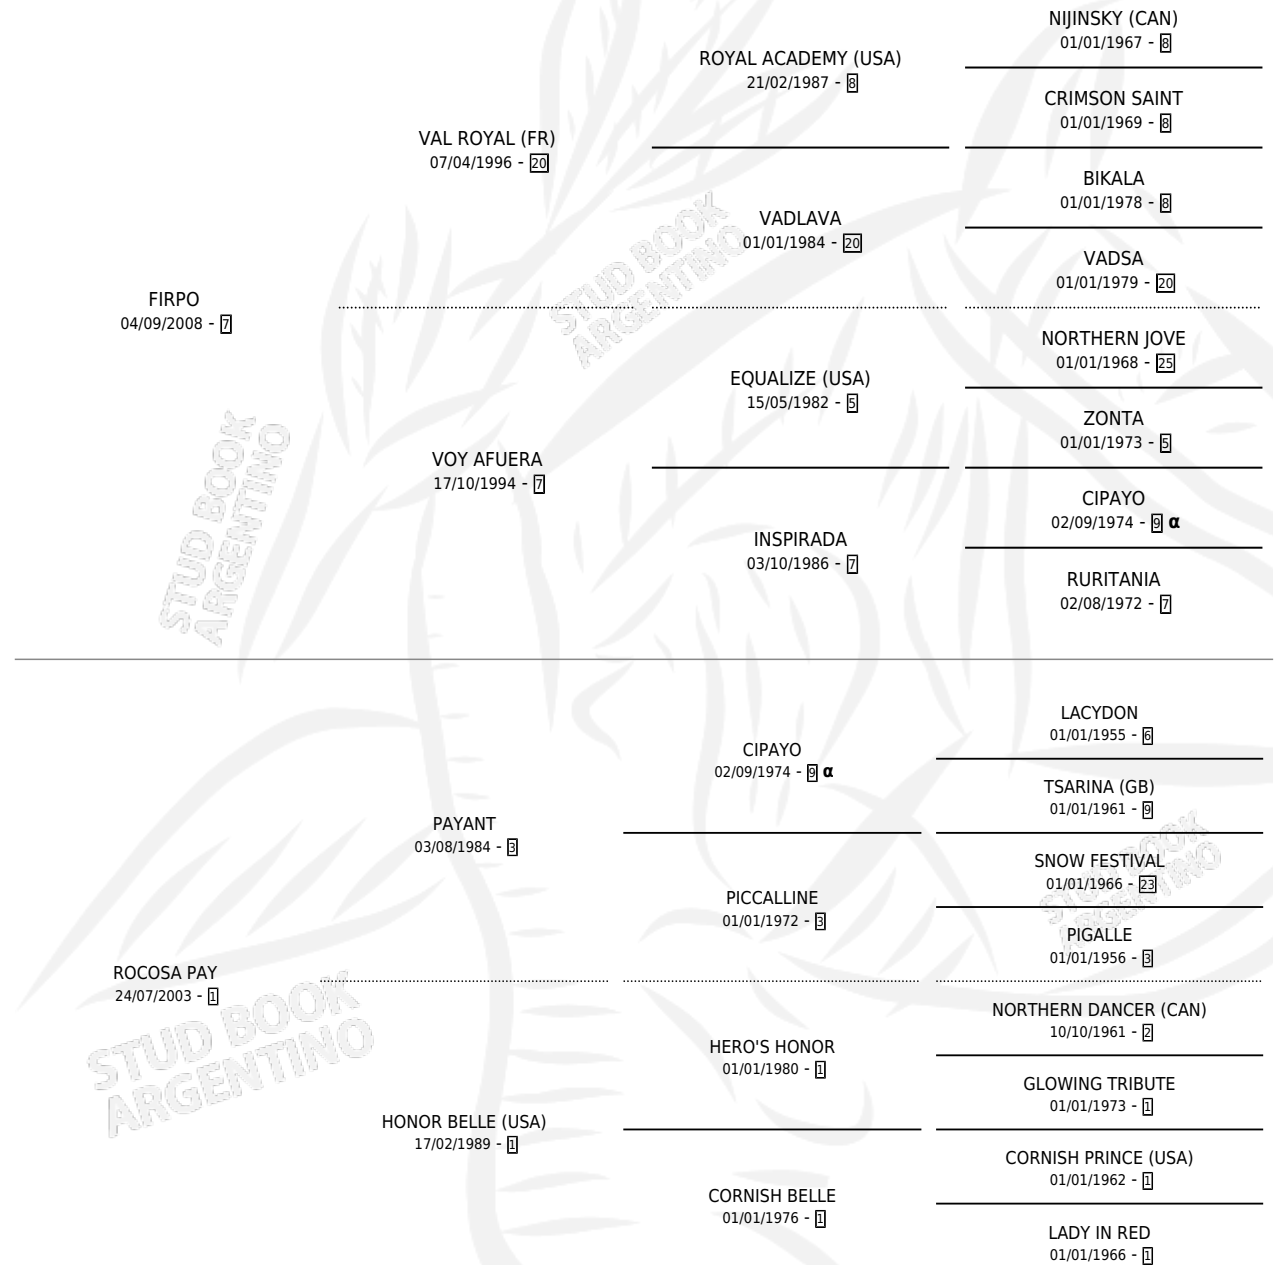 NIJINSKY (CAN)
01/01/1967 - 8
ROYAL ACADEMY (USA)
21/02/1987 - 8
CRIMSON SAINT
01/01/1969 - 8
VAL ROYAL (FR)
07/04/1996 - 20
BIKALA
01/01/1978 - 8
VADLAVA
01/01/1984 - 20
VADSA
01/01/1979 - 20
STUD BOOK
ARGENTINO
FIRPO
04/09/2008 - 7
NORTHERN JOVE
01/01/1968 - 25
EQUALIZE (USA)
15/05/1982 - 5
ZONTA
01/01/1973 - 5
VOY AFUERA
17/10/1994 - 7
CIPAYO
02/09/1974 - 9 α
INSPIRADA
03/10/1986 - 7
RURITANIA
02/08/1972 - 7
STUD BOOK
ARGENTINO
LACYDON
01/01/1955 - 6
CIPAYO
02/09/1974 - 9 α
TSARINA (GB)
01/01/1961 - 9
PAYANT
03/08/1984 - 3
SNOW FESTIVAL
01/01/1966 - 23
PICCALLINE
01/01/1972 - 3
PIGALLE
01/01/1956 - 3
STUD BOOK
ARGENTINO
ROCOSA PAY
24/07/2003 - 1
NORTHERN DANCER (CAN)
10/10/1961 - 2
HERO'S HONOR
01/01/1980 - 1
GLOWING TRIBUTE
01/01/1973 - 1
HONOR BELLE (USA)
17/02/1989 - 1
CORNISH PRINCE (USA)
01/01/1962 - 1
CORNISH BELLE
01/01/1976 - 1
LADY IN RED
01/01/1966 - 1
STUD BOOK
ARGENTINO